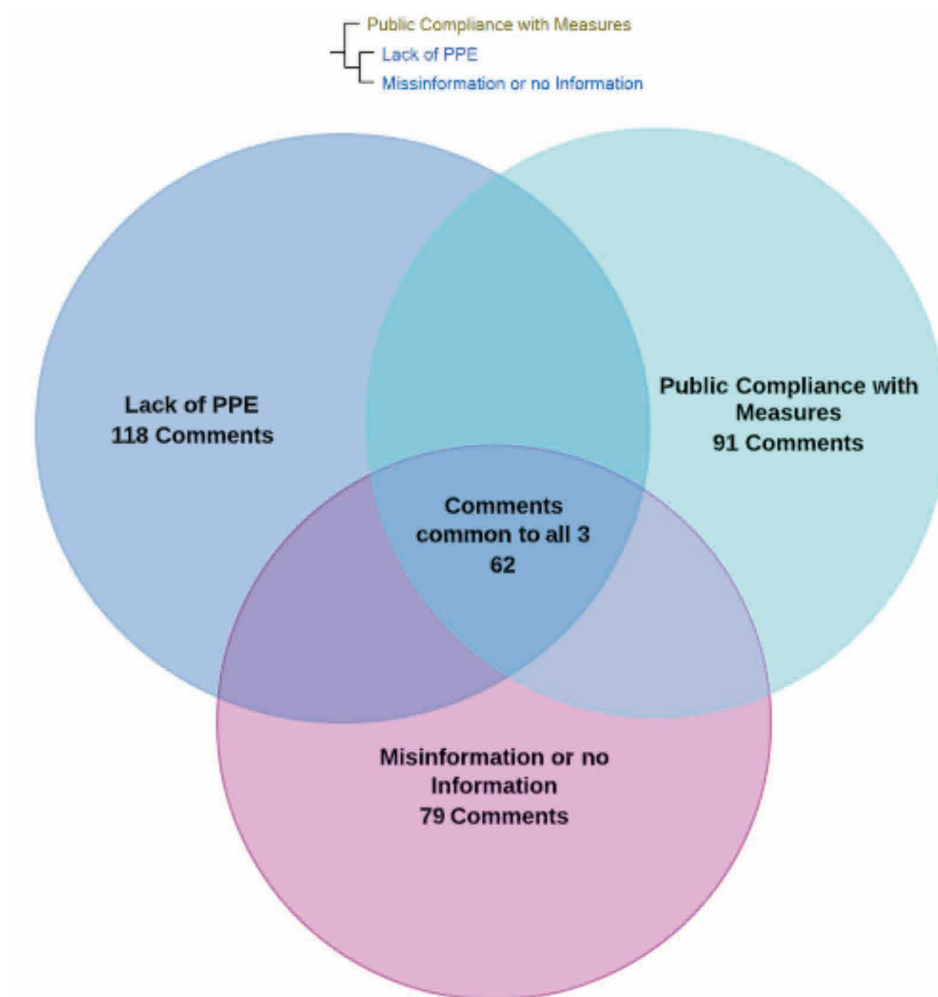 Public Compliance with Measures
Lack of PPE
Missinformation or no Information
Lack of PPE
118 Comments
Public Compliance with
Measures
91 Comments
Comments
common to all 3
62
Misinformation or no
Information
79 Comments